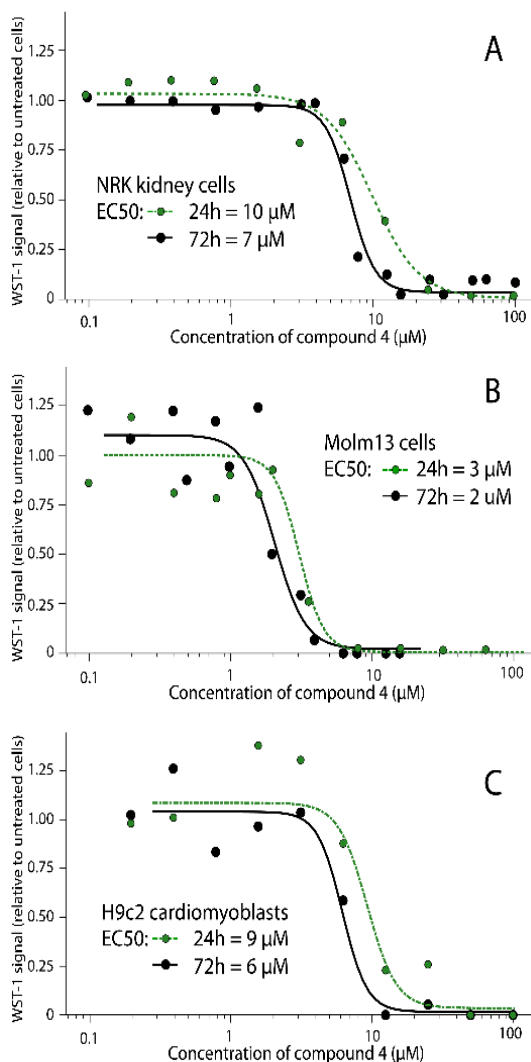 A
WST-1 signal (relative to untreated cells)
1.25
1.00
0.75
0.50
0.25
0
NRK kidney cells
EC50: 24h = 10 µM
72h = 7 µM
0.1
1
10
100
Concentration of compound 4 (µM)
B
WST-1 signal (relative to untreated cells)
1.25
1.00
0.75
0.50
0.25
0
Molm13 cells
EC50: 24h = 3 µM
72h = 2 uM
0.1
1
10
100
Concentration of compound 4 (µM)
C
WST-1 signal (relative to untreated cells)
1.25
1.00
0.75
0.50
0.25
0
H9c2 cardiomyoblasts
EC50: 24h = 9 µM
72h = 6 µM
0.1
1
10
100
Concentration of compound 4 (µM)